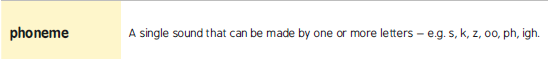 phoneme A single sound that can be made by one or more letters – e.g. s, k, z, oo, ph, igh.